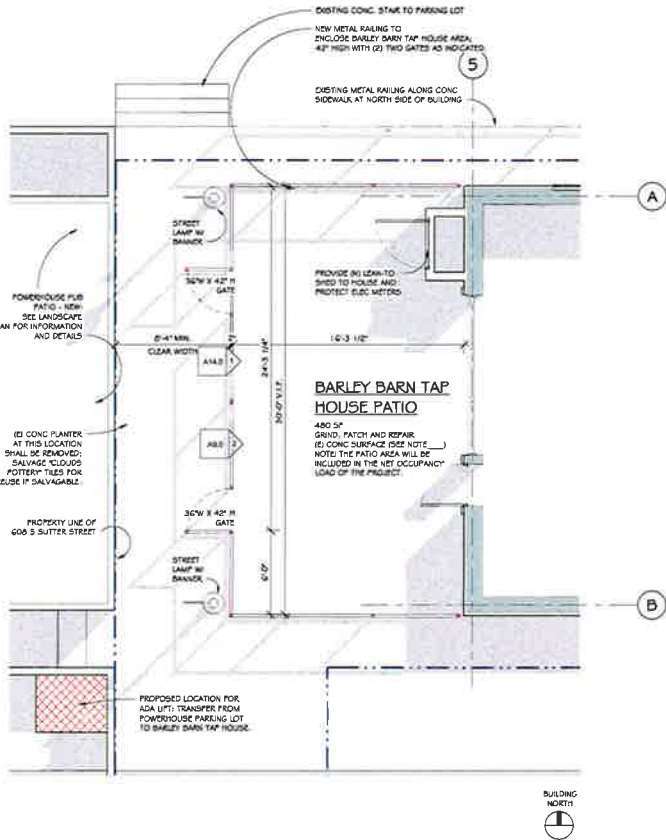 EXISTING CONC. STAIR TO PARKING LOT
NEW METAL RAILING TO
ENCLOSE BARLEY BARN TAP HOUSE AREA;
42" HIGH WITH (2) TWO GATES AS INDICATED
5
EXISTING METAL RAILING ALONG CONC
SIDEWALK AT NORTH SIDE OF BUILDING
A
STREET
LAMP W/
BANNER
36"W X 42" H
GATE
PROVIDE (N) LEAN-TO
SHED TO HOUSE AND
PROTECT ELEC METERS
POWERHOUSE PUB
PATIO - NEW-
SEE LANDSCAPE
AN FOR INFORMATION
AND DETAILS
8'-4" MIN.
CLEAR WIDTH
2"
16'-3 1/2"
A14.0 1
24'-3 1/4"
30'-0" V.I.F.
BARLEY BARN TAP
HOUSE PATIO
480 SF
GRIND, PATCH AND REPAIR
(E) CONC SURFACE (SEE NOTE___)
NOTE: THE PATIO AREA WILL BE
INCLUDED IN THE NET OCCUPANCY
LOAD OF THE PROJECT.
2
(E) CONC PLANTER
AT THIS LOCATION
SHALL BE REMOVED;
SALVAGE "CLOUDS
POTTERY" TILES FOR
EUSE IF SALVAGABLE.
36"W X 42" H
GATE
PROPERTY LINE OF
608 S SUTTER STREET
6'-0"
STREET
LAMP W/
BANNER
B
PROPOSED LOCATION FOR
ADA LIFT: TRANSFER FROM
POWERHOUSE PARKING LOT
TO BARLEY BARN TAP HOUSE.
BUILDING
NORTH